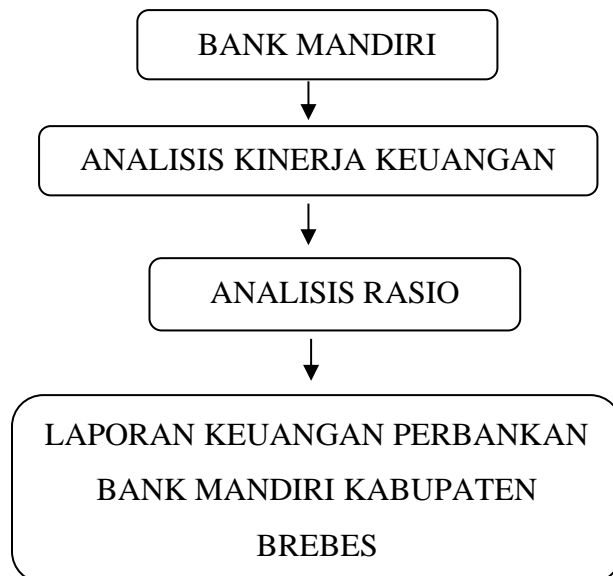 BANK MANDIRI
ANALISIS KINERJA KEUANGAN
ANALISIS RASIO
LAPORAN KEUANGAN PERBANKAN
BANK MANDIRI KABUPATEN
BREBES